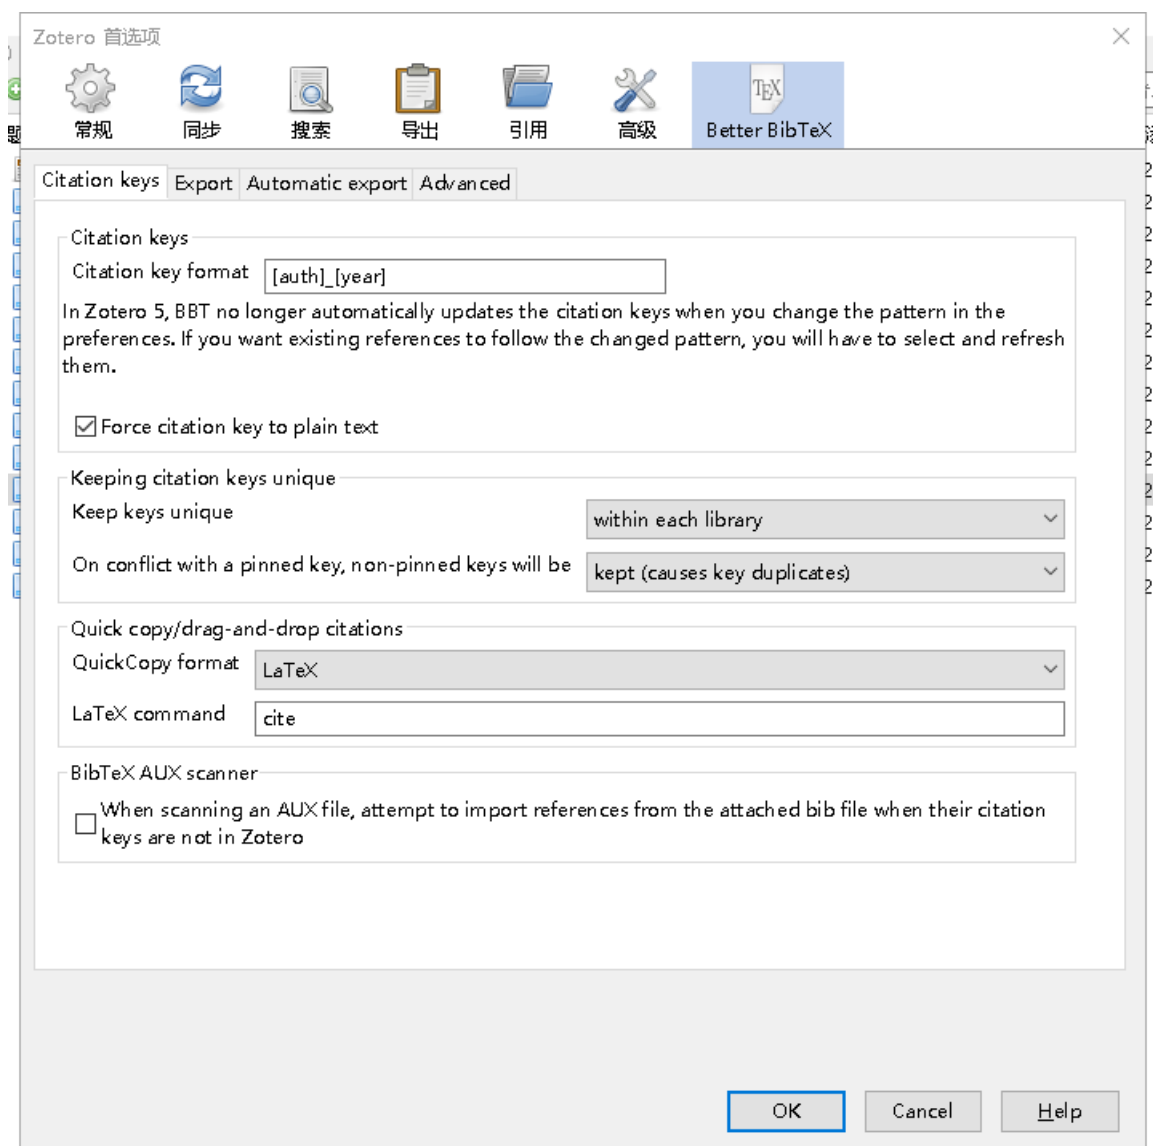 Zotero 首选项
常规 同步 搜索 导出 引用 高级 TEX Better BibTeX
Citation keys Export Automatic export Advanced
Citation keys
Citation key format [auth]_[year]
In Zotero 5, BBT no longer automatically updates the citation keys when you change the pattern in the
preferences. If you want existing references to follow the changed pattern, you will have to select and refresh
them.
Force citation key to plain text
Keeping citation keys unique
Keep keys unique within each library
On conflict with a pinned key, non-pinned keys will be kept (causes key duplicates)
Quick copy/drag-and-drop citations
QuickCopy format LaTeX
LaTeX command cite
BibTeX AUX scanner
When scanning an AUX file, attempt to import references from the attached bib file when their citation
keys are not in Zotero
OK Cancel Help